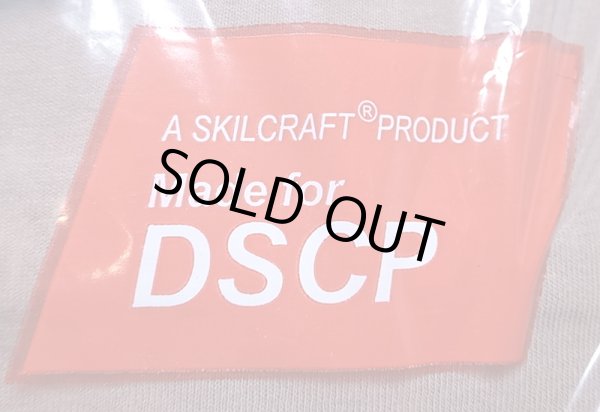 A SKILCRAFT® PRODUCT
Made for
SOLD OUT
DSCP